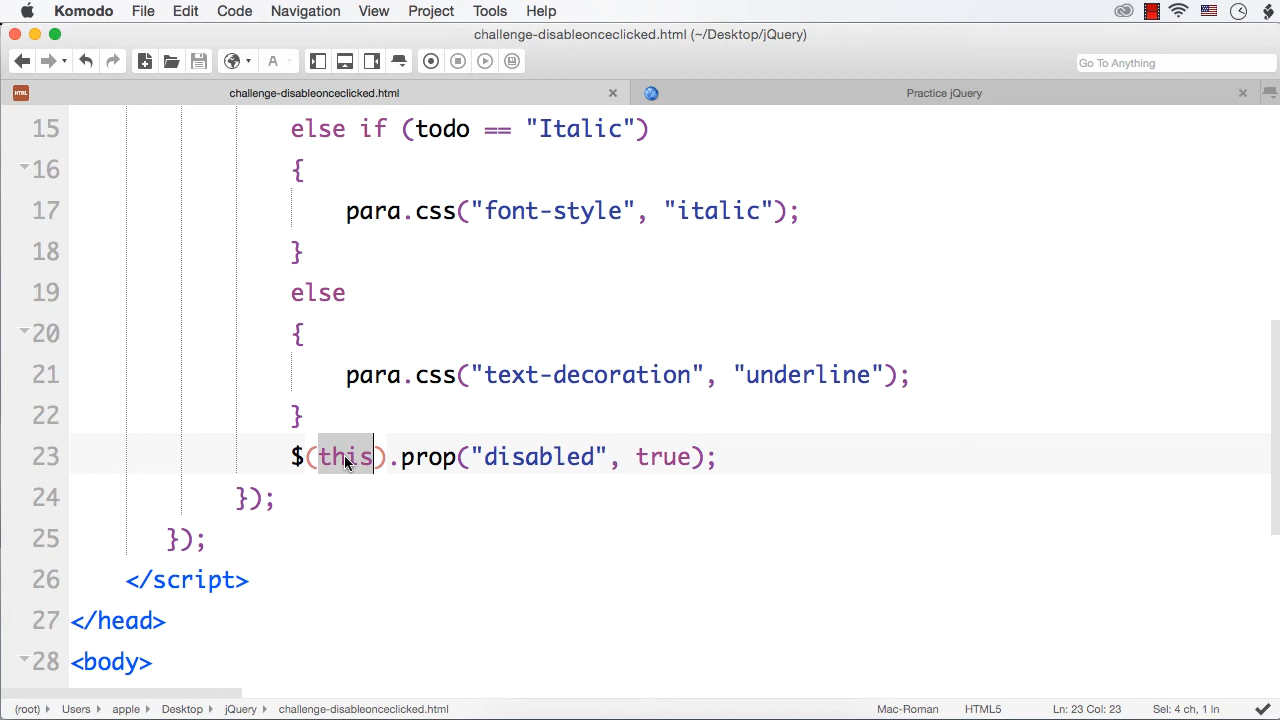 Komodo File Edit Code Navigation View Project Tools Help
challenge-disableonceclicked.html (~/Desktop/jQuery)
A Go To Anything
HTML challenge-disableonceclicked.html Practice jQuery
15 else if (todo == "Italic")
16 {
17 para.css("font-style", "italic");
18 }
19 else
20 {
21 para.css("text-decoration", "underline");
22 }
23 $(this).prop("disabled", true);
24 });
25 });
26 </script>
27 </head>
28 <body>
(root) Users apple Desktop jQuery challenge-disableonceclicked.html Mac-Roman HTML5 Ln: 23 Col: 23 Sel: 4 ch, 1 ln